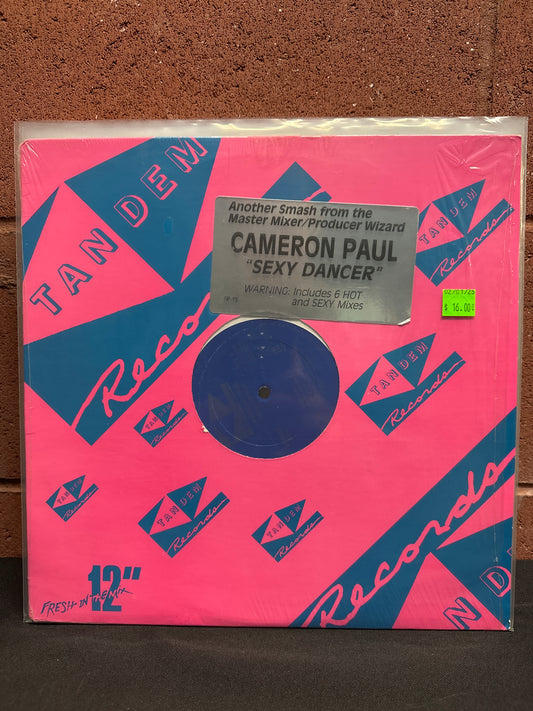 TANDEM
Records
Another Smash from the
Master Mixer/Producer Wizard
CAMERON PAUL
"SEXY DANCER"
WARNING: Includes 6 HOT
and SEXY Mixes
TANDEM
Records
$ 16.00
TANDEM
Records
TANDEM
Records
TANDEM
Records
TANDEM
Records
TANDEM
Records
Records
TANDEM
12"
FRESH IN THE MIX